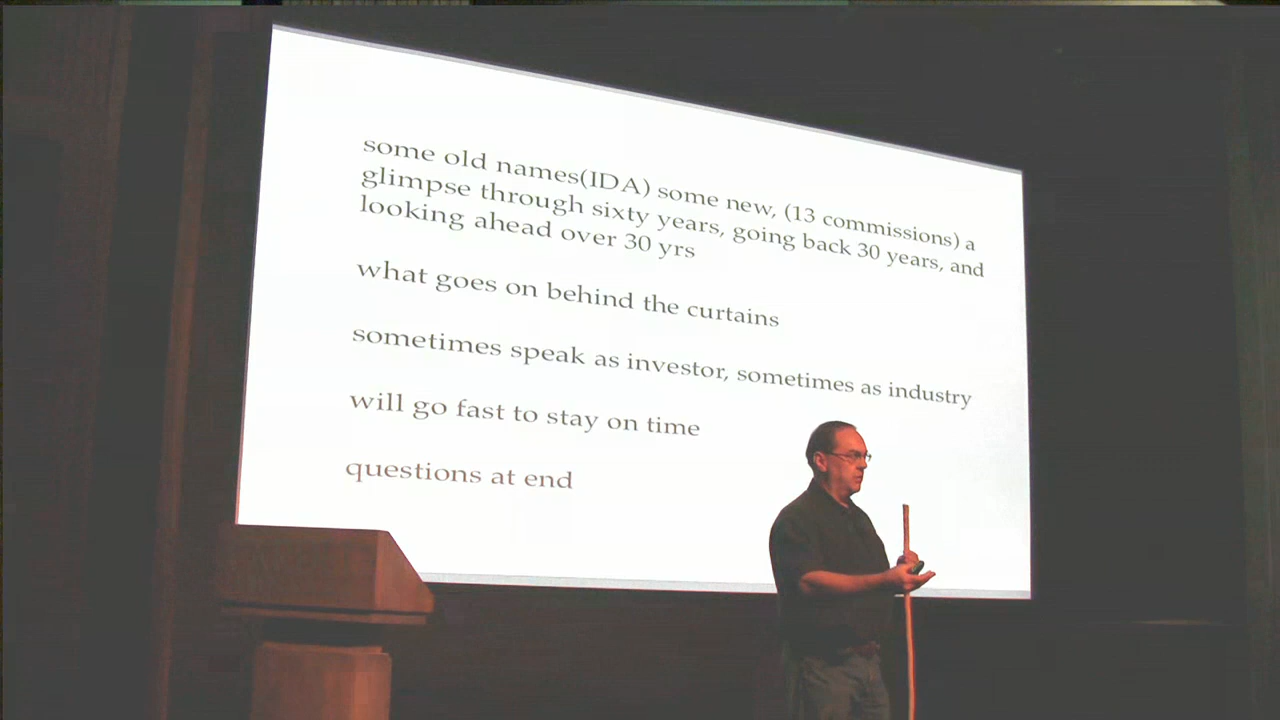 some old names(IDA) some new, (13 commissions) a
glimpse through sixty years, going back 30 years, and
looking ahead over 30 yrs
what goes on behind the curtains
sometimes speak as investor, sometimes as industry
will go fast to stay on time
questions at end